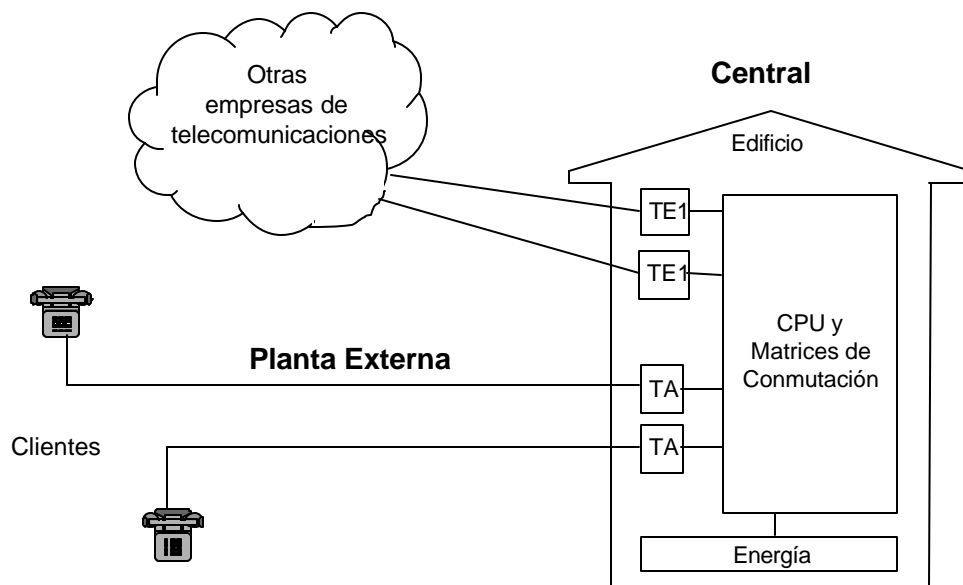 Otras
empresas de
telecomunicaciones
Central
Edificio
TE1
TE1
CPU y
Matrices de
Conmutación
Planta Externa
TA
TA
Clientes
Energía